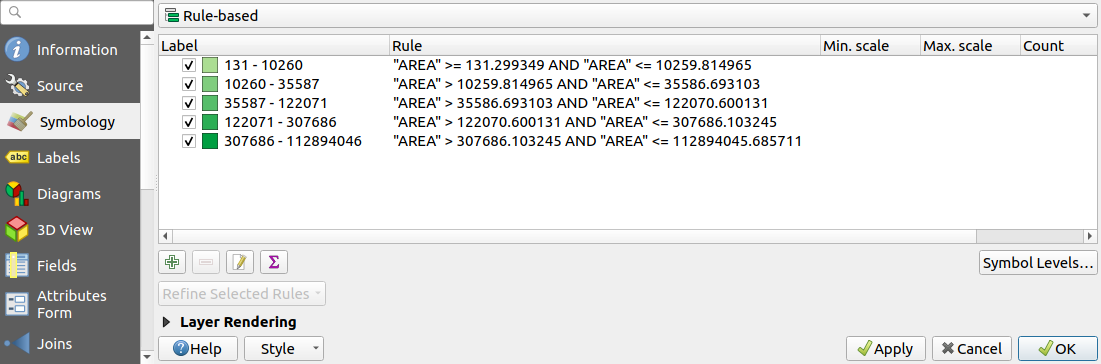 Rule-based
Information
Source
Symbology
abc Labels
Diagrams
3D View
Fields
Attributes
Form
Joins
Label Rule Min. scale Max. scale Count
131 - 10260 "AREA" >= 131.299349 AND "AREA" <= 10259.814965
10260 - 35587 "AREA" > 10259.814965 AND "AREA" <= 35586.693103
35587 - 122071 "AREA" > 35586.693103 AND "AREA" <= 122070.600131
122071 - 307686 "AREA" > 122070.600131 AND "AREA" <= 307686.103245
307686 - 112894046 "AREA" > 307686.103245 AND "AREA" <= 112894045.685711
Σ
Symbol Levels…
Refine Selected Rules
Layer Rendering
Help Style Apply Cancel OK